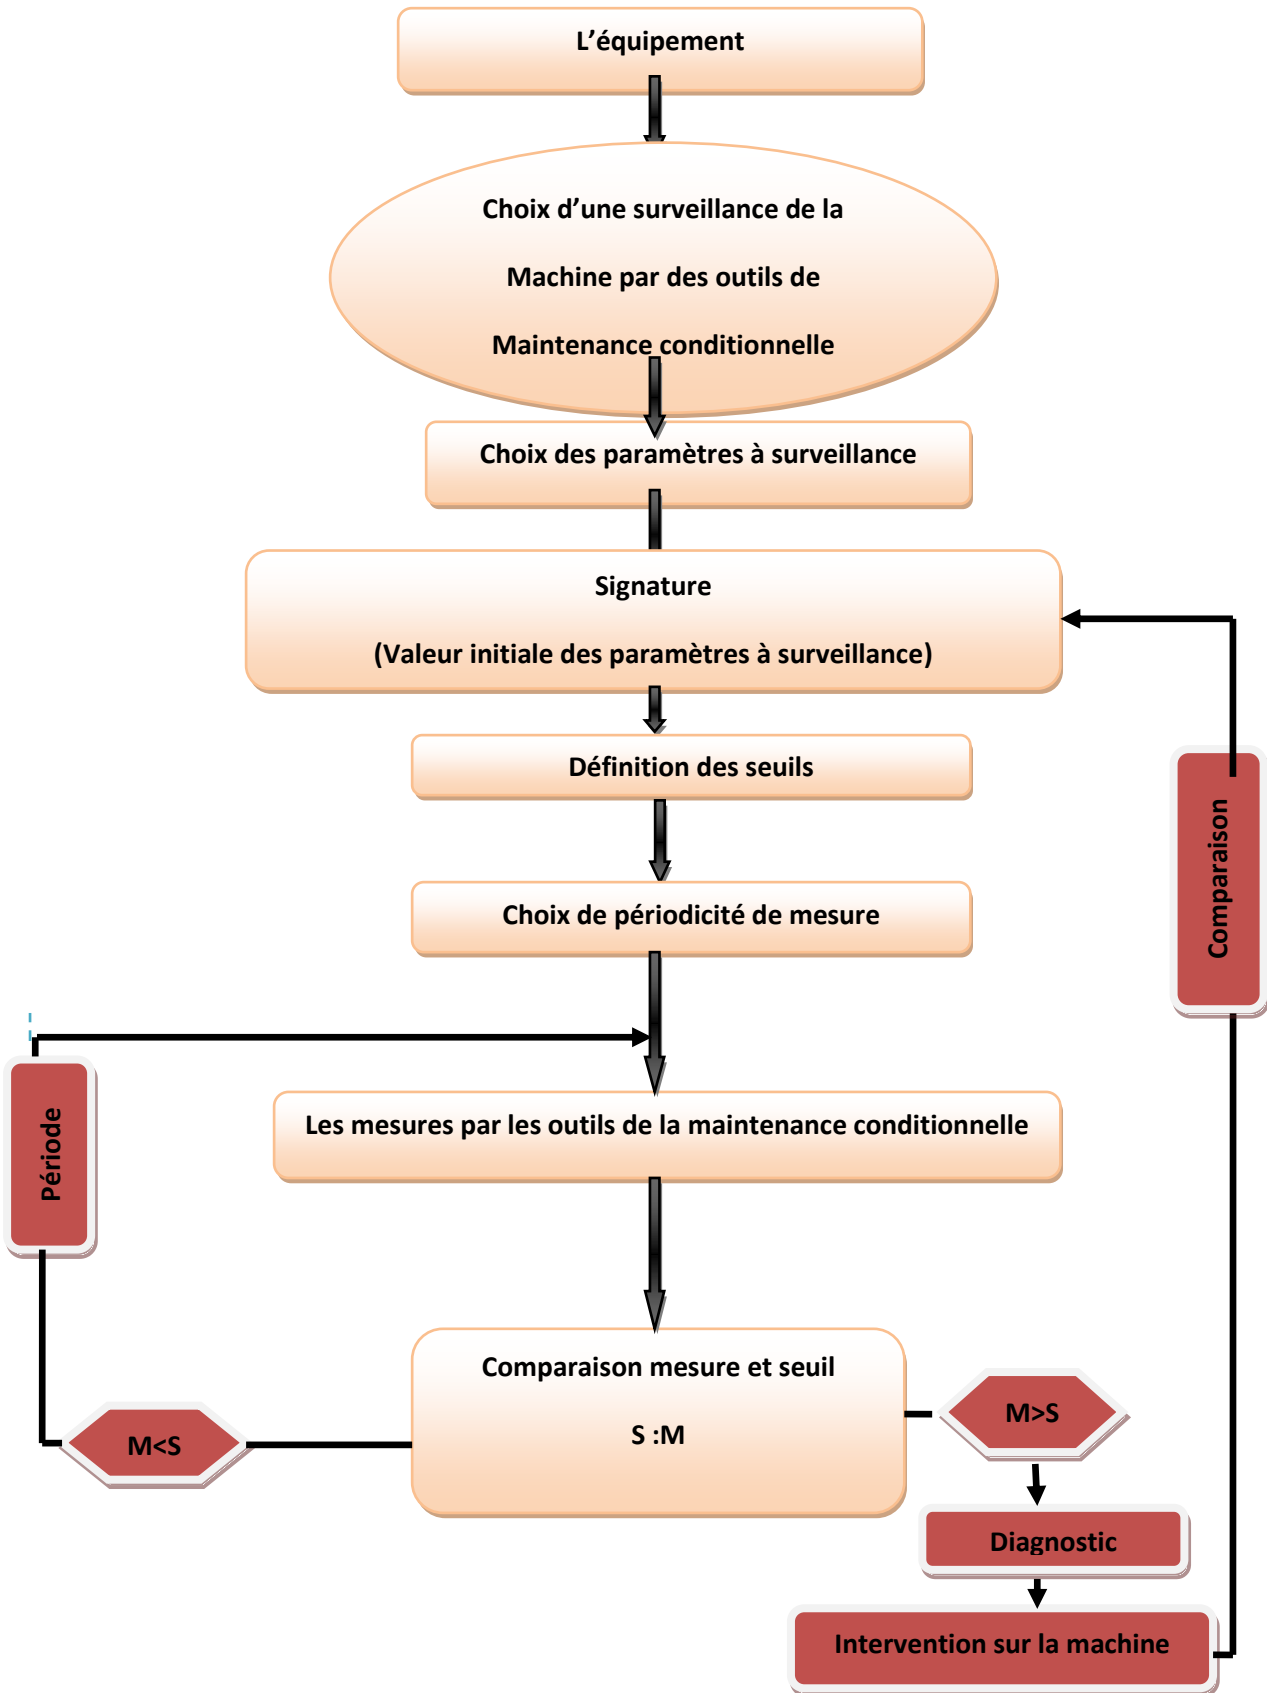 L’équipement
Choix d’une surveillance de la
Machine par des outils de
Maintenance conditionnelle
Choix des paramètres à surveillance
Signature
(Valeur initiale des paramètres à surveillance)
Définition des seuils
Comparaison
Choix de périodicité de mesure
Période
Les mesures par les outils de la maintenance conditionnelle
Comparaison mesure et seuil
S :M
M>S
M<S
Diagnostic
Intervention sur la machine